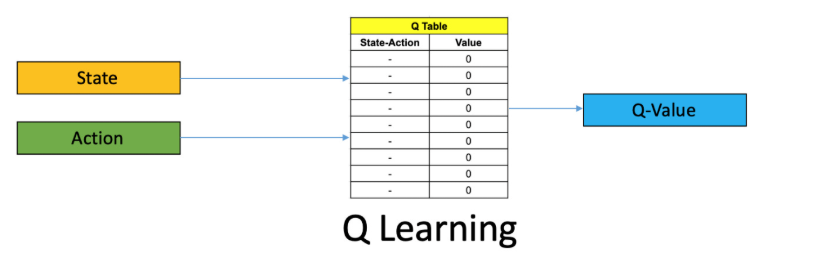 Q Table
State-Action Value
- 0
- 0
State
- 0
- 0
Q-Value
- 0
Action
- 0
- 0
- 0
- 0
Q Learning